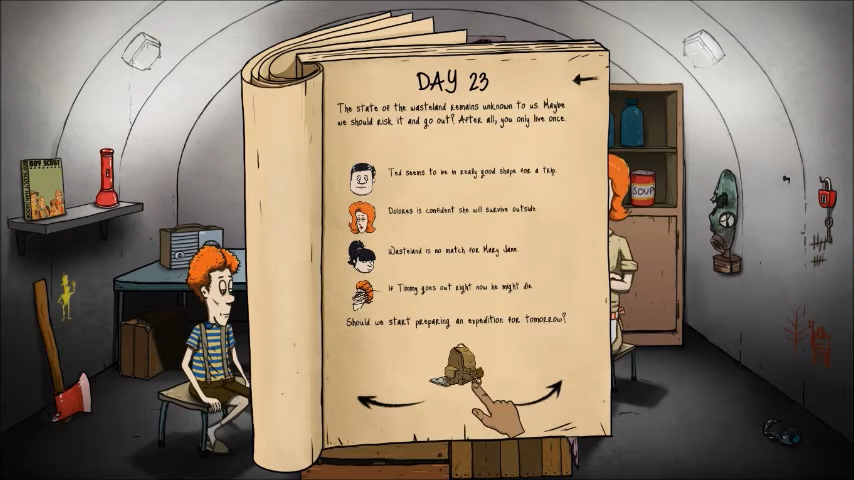 DAY 23
The state of the wasteland remains unknown to us. Maybe
we should risk it and go out? After all, you only live once.
Ted seems to be in really good shape for a trip.
Dolores is confident she will survive outside.
Wasteland is no match for Mary Jane.
If Timmy goes out right now he might die.
Should we start preparing an expedition for tomorrow?
BOY SCOUT
SOUP